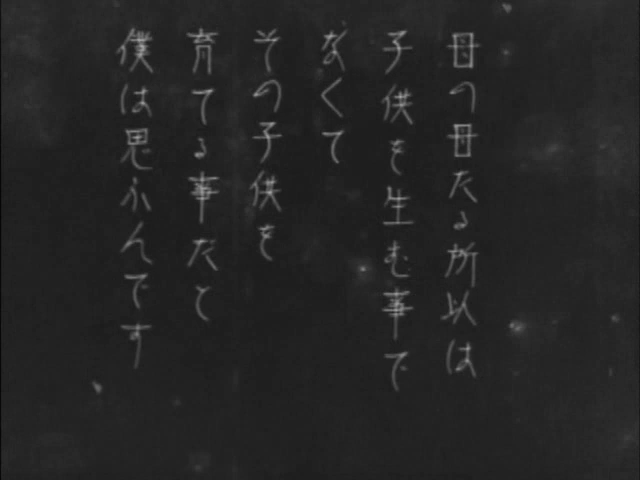 母の母たる所以は
子供を生む事で
なくて
その子供を
育てる事だと
僕は思ふんです